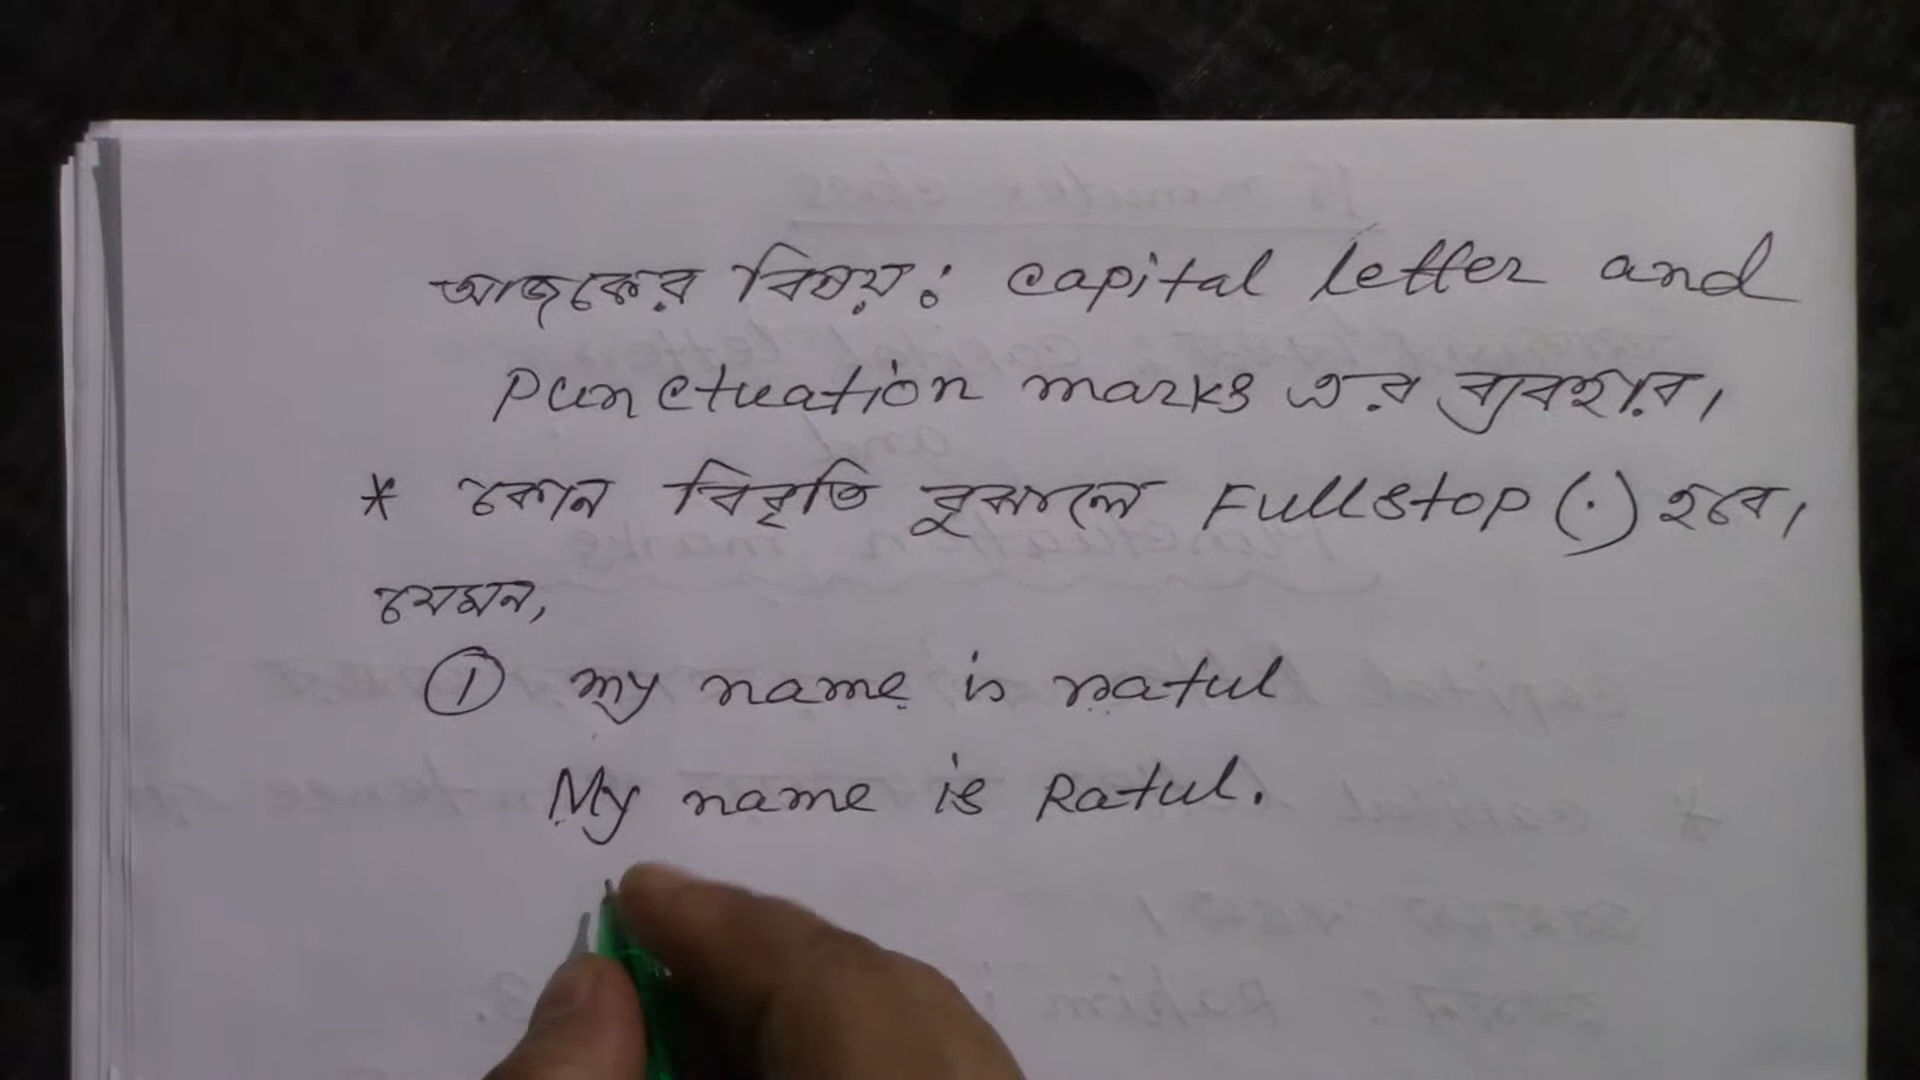 আজকের বিষয়: capital letter and
Punctuation marks এর ব্যবহার।
* কোন বিবৃতি বুঝালে Fullstop (.) হবে।
যেমন,
① my name is ratul
My name is Ratul.